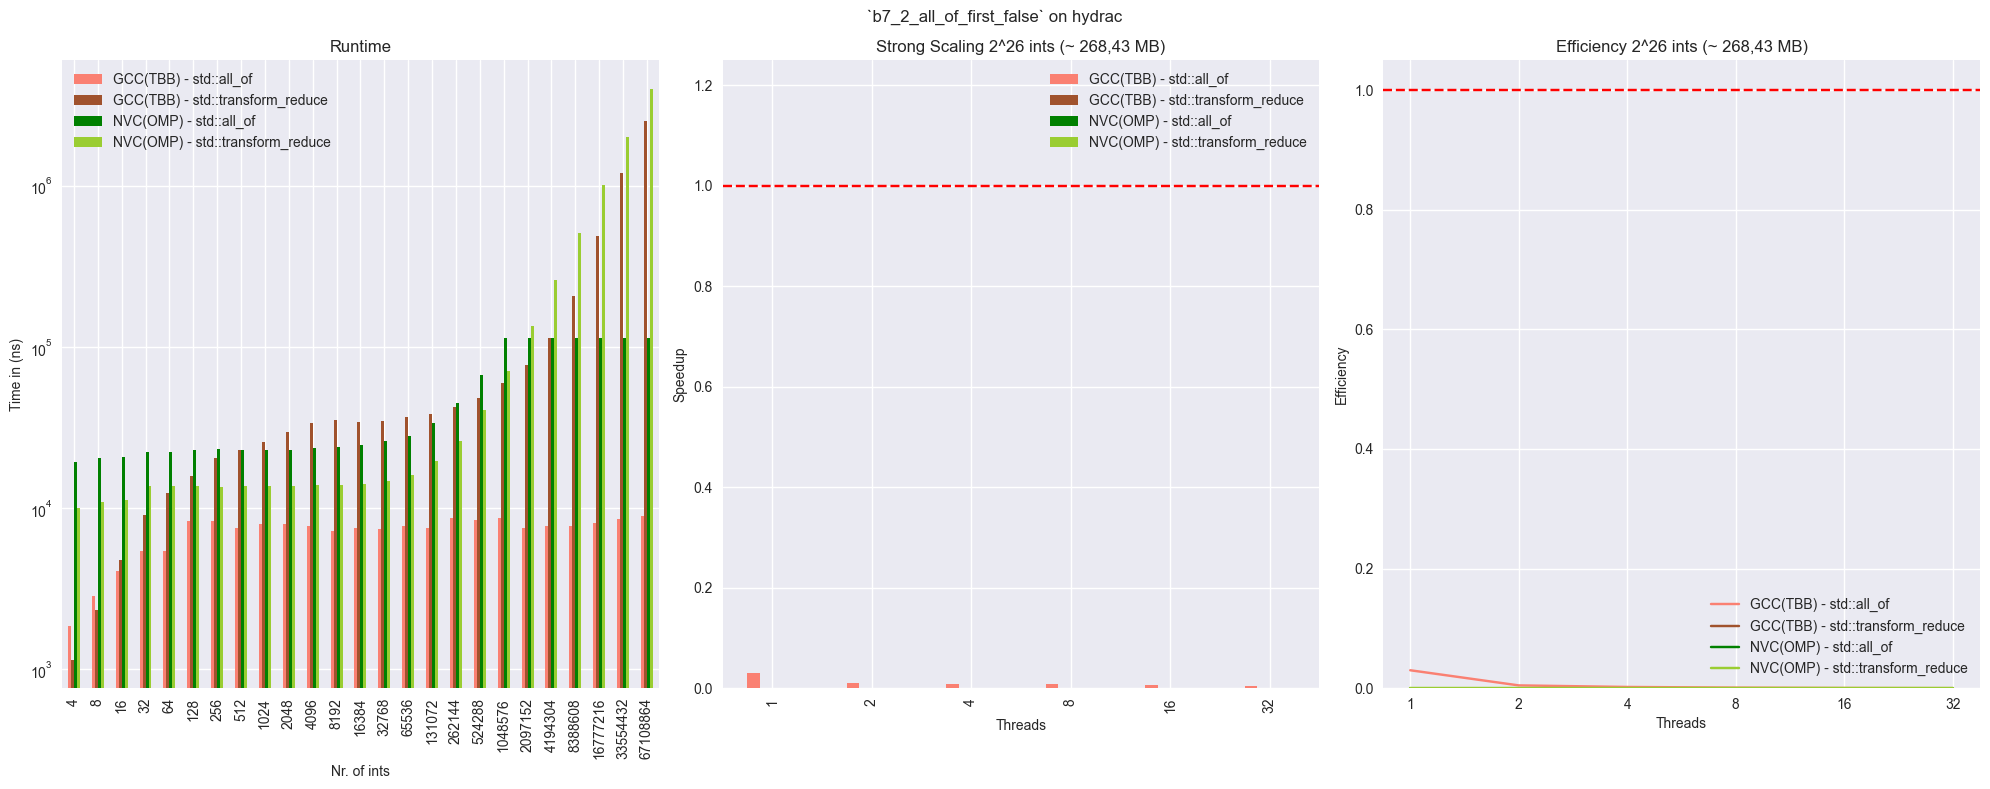 `b7_2_all_of_first_false` on hydrac
Runtime
GCC(TBB) - std::all_of
GCC(TBB) - std::transform_reduce
NVC(OMP) - std::all_of
NVC(OMP) - std::transform_reduce
Time in (ns)
10^6
10^5
10^4
10^3
4 8 16 32 64 128 256 512 1024 2048 4096 8192 16384 32768 65536 131072 262144 524288 1048576 2097152 4194304 8388608 16777216 33554432 67108864
Nr. of ints
Strong Scaling 2^26 ints (~ 268,43 MB)
GCC(TBB) - std::all_of
GCC(TBB) - std::transform_reduce
NVC(OMP) - std::all_of
NVC(OMP) - std::transform_reduce
Speedup
1.2
1.0
0.8
0.6
0.4
0.2
0.0
1 2 4 8 16 32
Threads
Efficiency 2^26 ints (~ 268,43 MB)
Efficiency
1.0
0.8
0.6
0.4
0.2
0.0
GCC(TBB) - std::all_of
GCC(TBB) - std::transform_reduce
NVC(OMP) - std::all_of
NVC(OMP) - std::transform_reduce
1 2 4 8 16 32
Threads